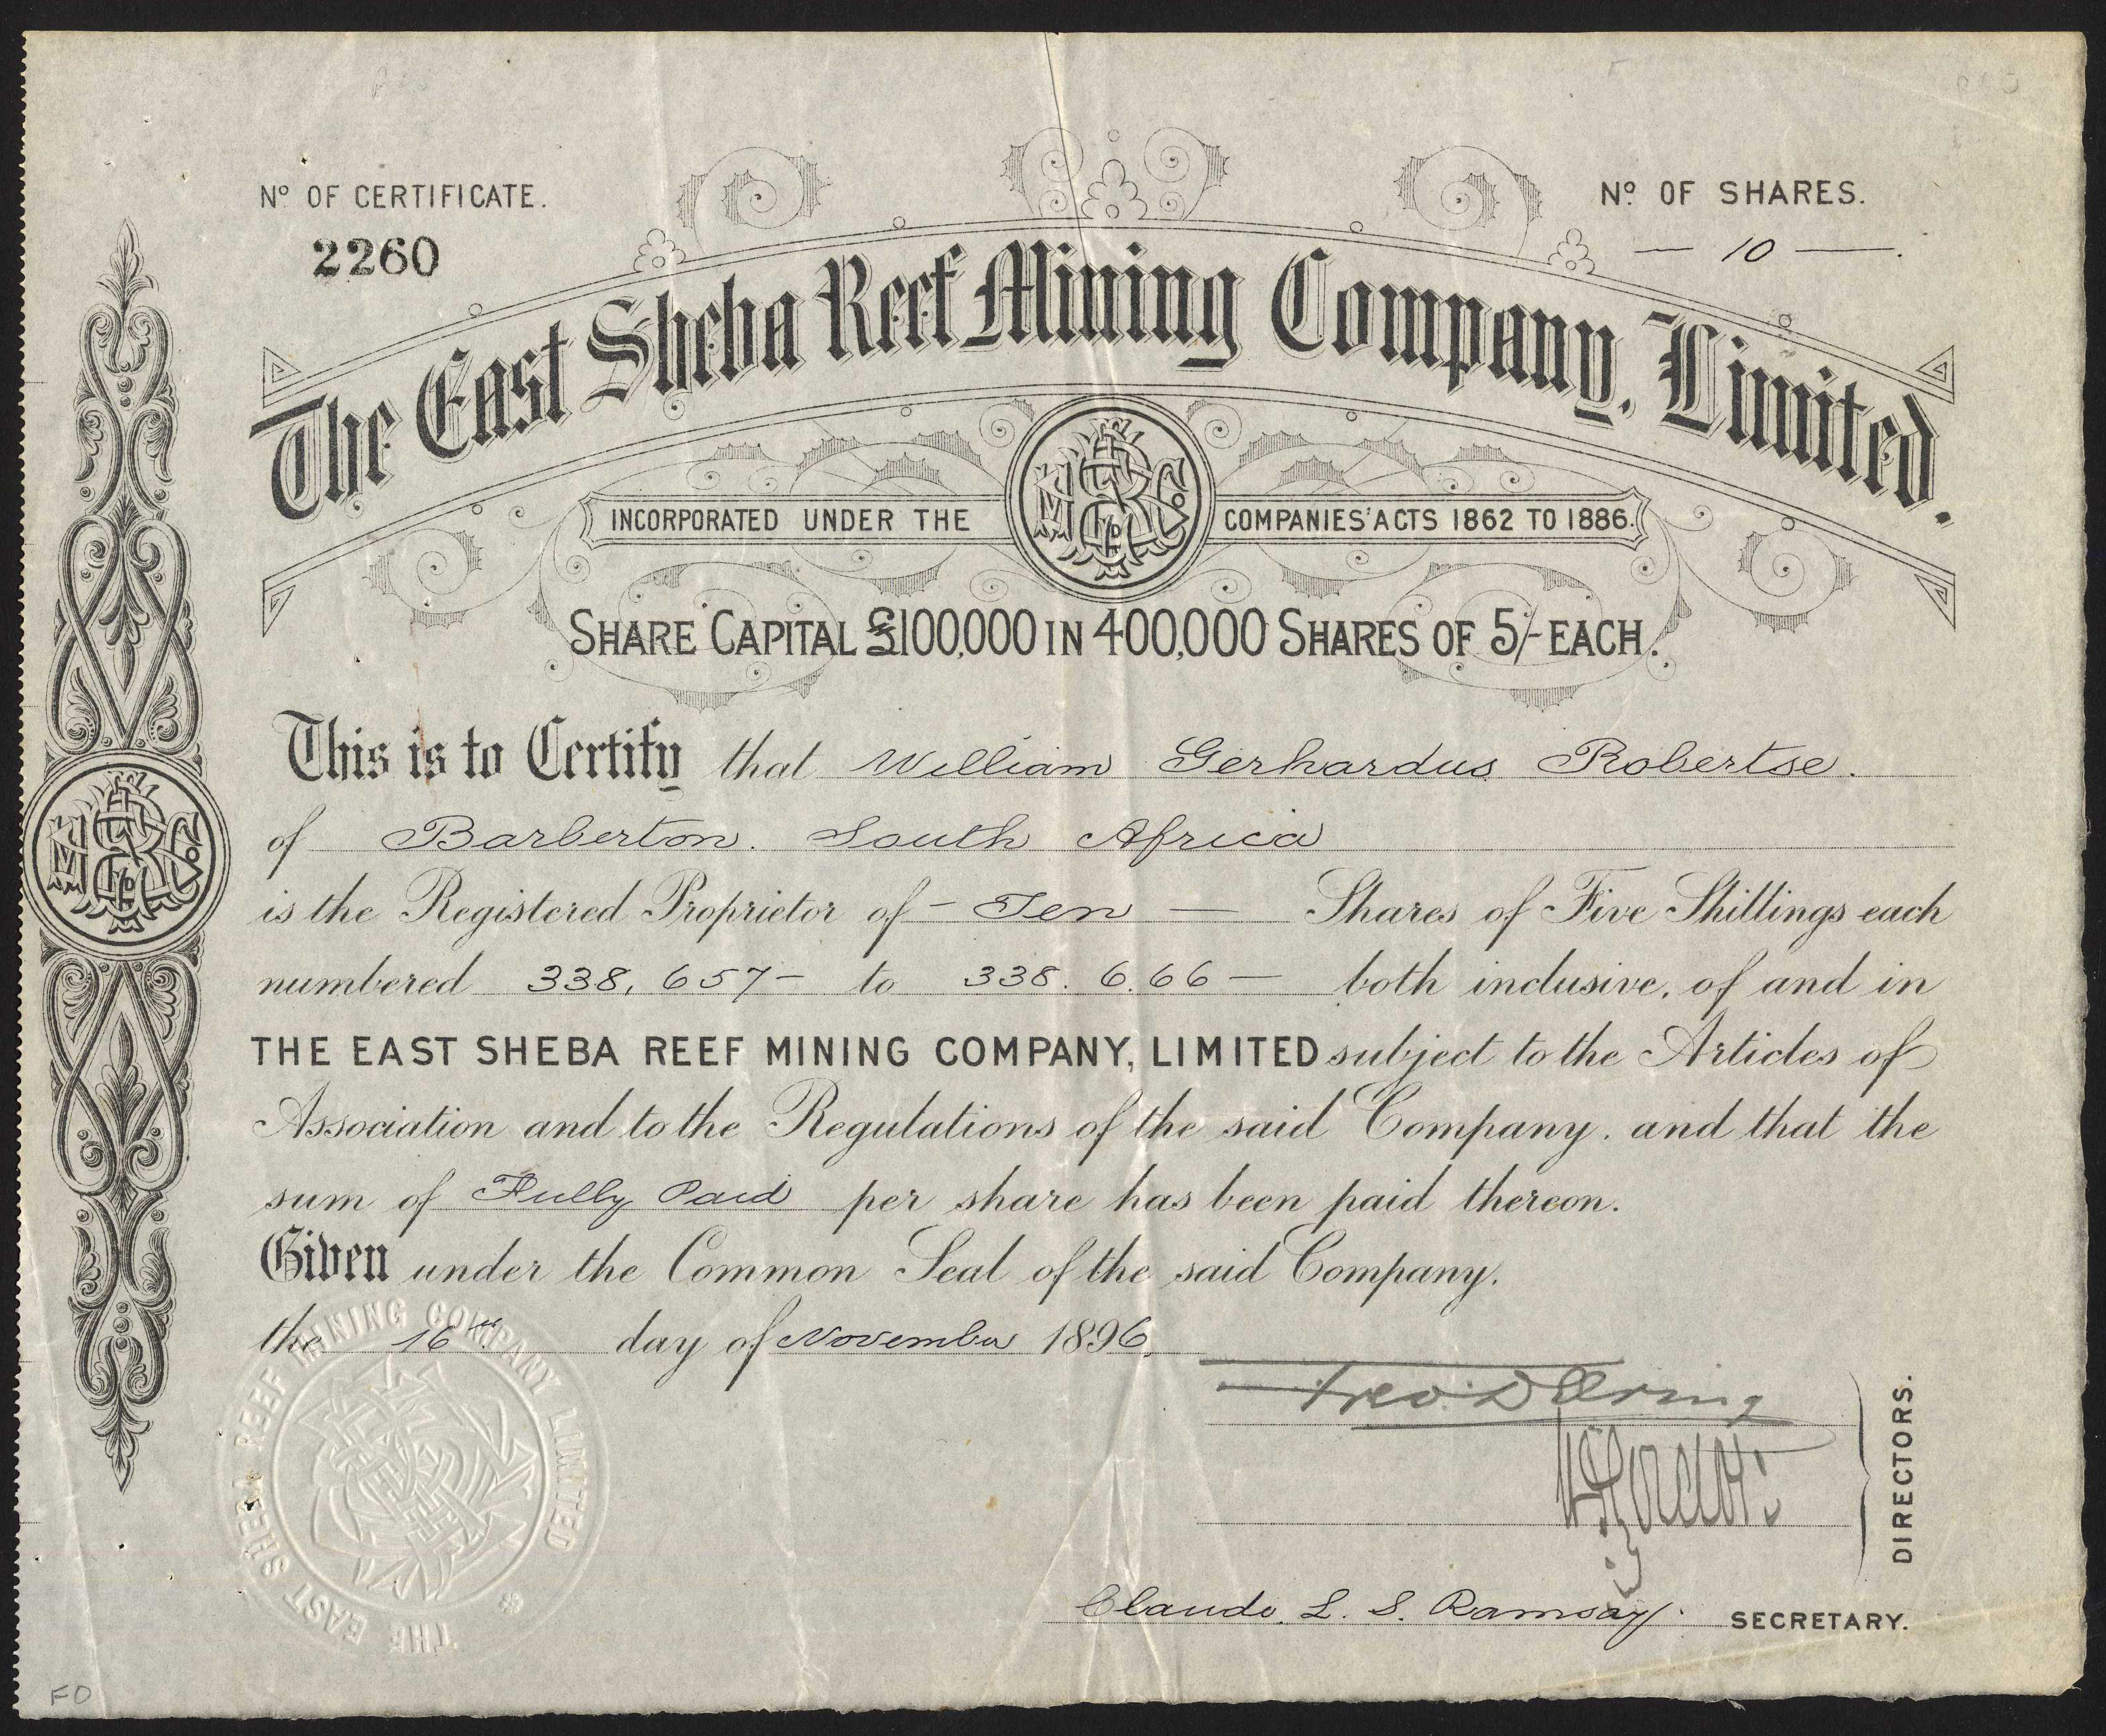 Nº OF CERTIFICATE.
2260
Nº OF SHARES.
— 10 —
The East Sheba Reef Mining Company, Limited.
INCORPORATED UNDER THE COMPANIES' ACTS 1862 TO 1886.
SHARE CAPITAL £100,000 IN 400,000 SHARES OF 5/- EACH.
This is to Certify that William Gerhardus Robertse.
of Barberton. South Africa
is the Registered Proprietor of - Ten — Shares of Five Shillings each
numbered 338,657- to 338.6.66 — both inclusive, of and in
THE EAST SHEBA REEF MINING COMPANY, LIMITED subject to the Articles of
Association and to the Regulations of the said Company. and that the
sum of Fully Paid per share has been paid thereon.
Given under the Common Seal of the said Company.
the 16th day of November 1896.
THE EAST SHEBA REEF MINING COMPANY LIMITED
DIRECTORS.
Claude. L. S. Ramsay. SECRETARY.
FD